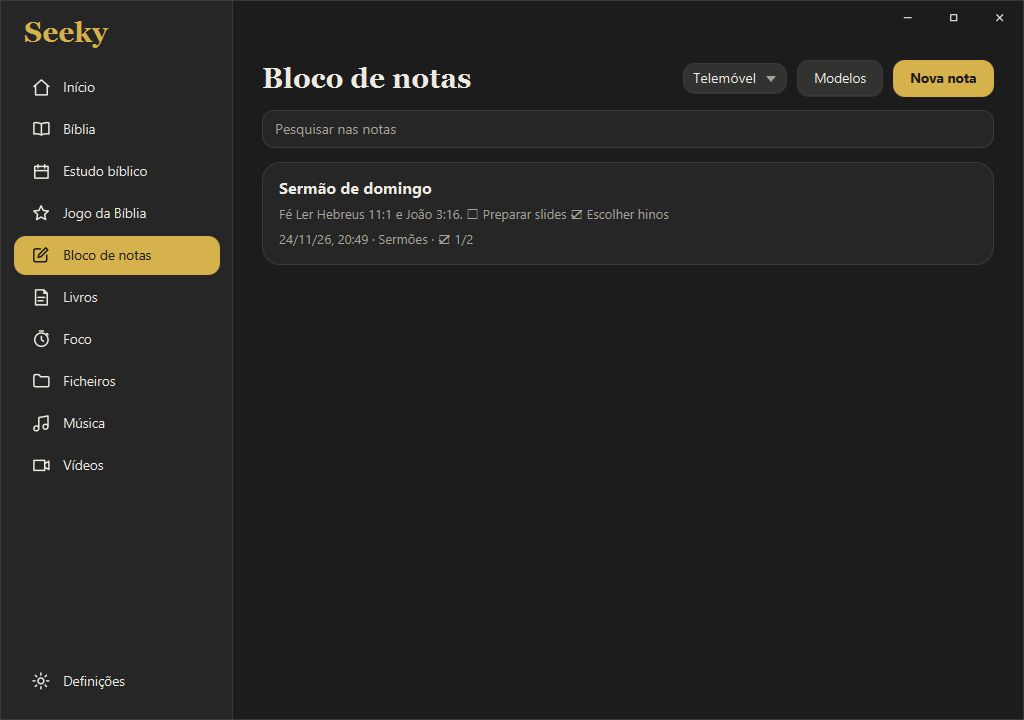 Seeky
Início
Bíblia
Estudo bíblico
Jogo da Bíblia
Bloco de notas
Livros
Foco
Ficheiros
Música
Vídeos
Definições
Bloco de notas
Telemóvel
Modelos
Nova nota
Pesquisar nas notas
Sermão de domingo
Fé Ler Hebreus 11:1 e João 3:16. ☐ Preparar slides ☑ Escolher hinos
24/11/26, 20:49 · Sermões · ☑ 1/2